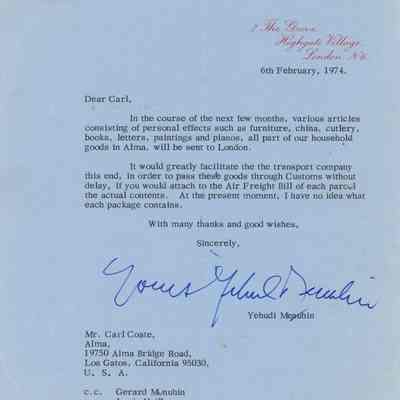 2 The Grove
Highgate Village
London N.6.
6th February, 1974.
Dear Carl,
In the course of the next few months, various articles
consisting of personal effects such as furniture, china, cutlery,
books, letters, paintings and pianos, all part of our household
goods in Alma, will be sent to London.
It would greatly facilitate the the transport company
this end, in order to pass these goods through Customs without
delay, if you would attach to the Air Freight Bill of each parcel
the actual contents. At the present moment, I have no idea what
each package contains.
With many thanks and good wishes,
Sincerely,
Yours Yehudi Menuhin
Yehudi Menuhin
Mr. Carl Coate,
Alma,
19750 Alma Bridge Road,
Los Gatos, California 95030,
U. S. A.
c.c. Gerard Menuhin